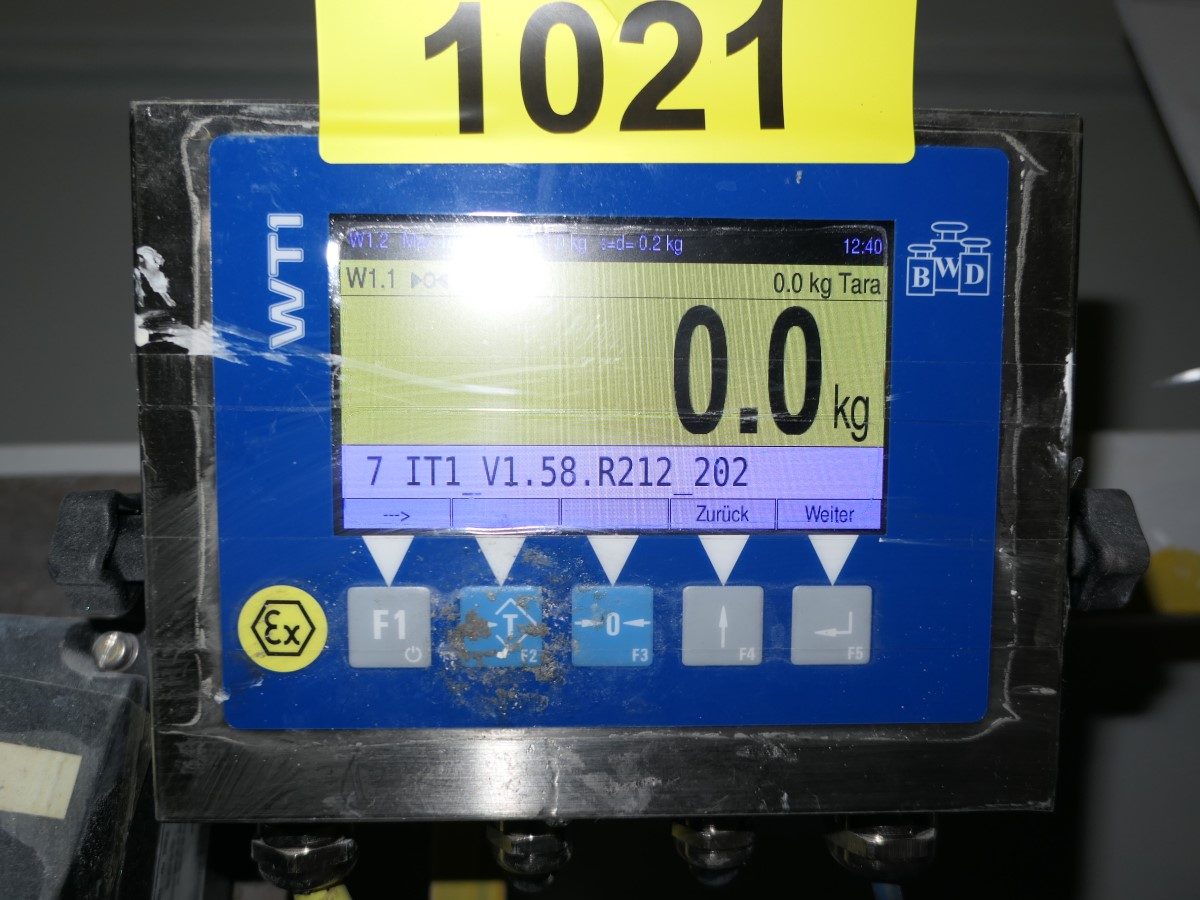 1021
WT1
W1.2 kg e=d= 0.2 kg 12:40
BWD
W1.1 0.0 kg Tara
0.0 kg
7 IT1_V1.58.R212_202
---> Zurück Weiter
Ex
F1 T F2 0 F3 F4 F5